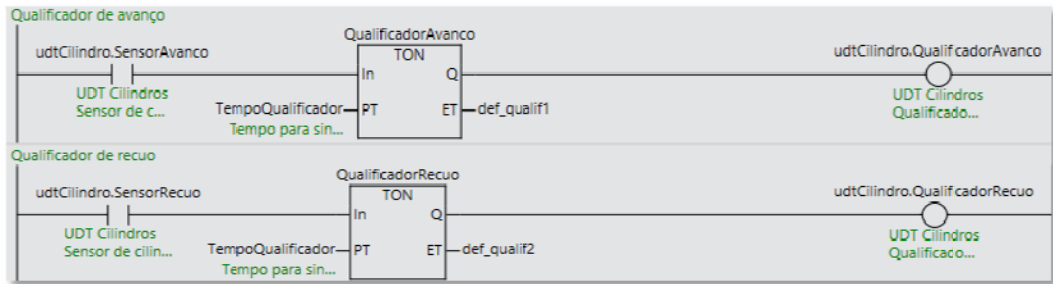 Qualificador de avanço
QualificadorAvanco
udtCilindro.SensorAvanco
TON
udtCilindro.QualificadorAvanco
In
Q
UDT Cilindros
Sensor de c...
TempoQualificador
PT
ET
def_qualif1
UDT Cilindros
Qualificado...
Tempo para sin...
Qualificador de recuo
QualificadorRecuo
udtCilindro.SensorRecuo
TON
udtCilindro.QualificadorRecuo
In
Q
UDT Cilindros
Sensor de cilin...
TempoQualificador
PT
ET
def_qualif2
UDT Cilindros
Qualificaco...
Tempo para sin...